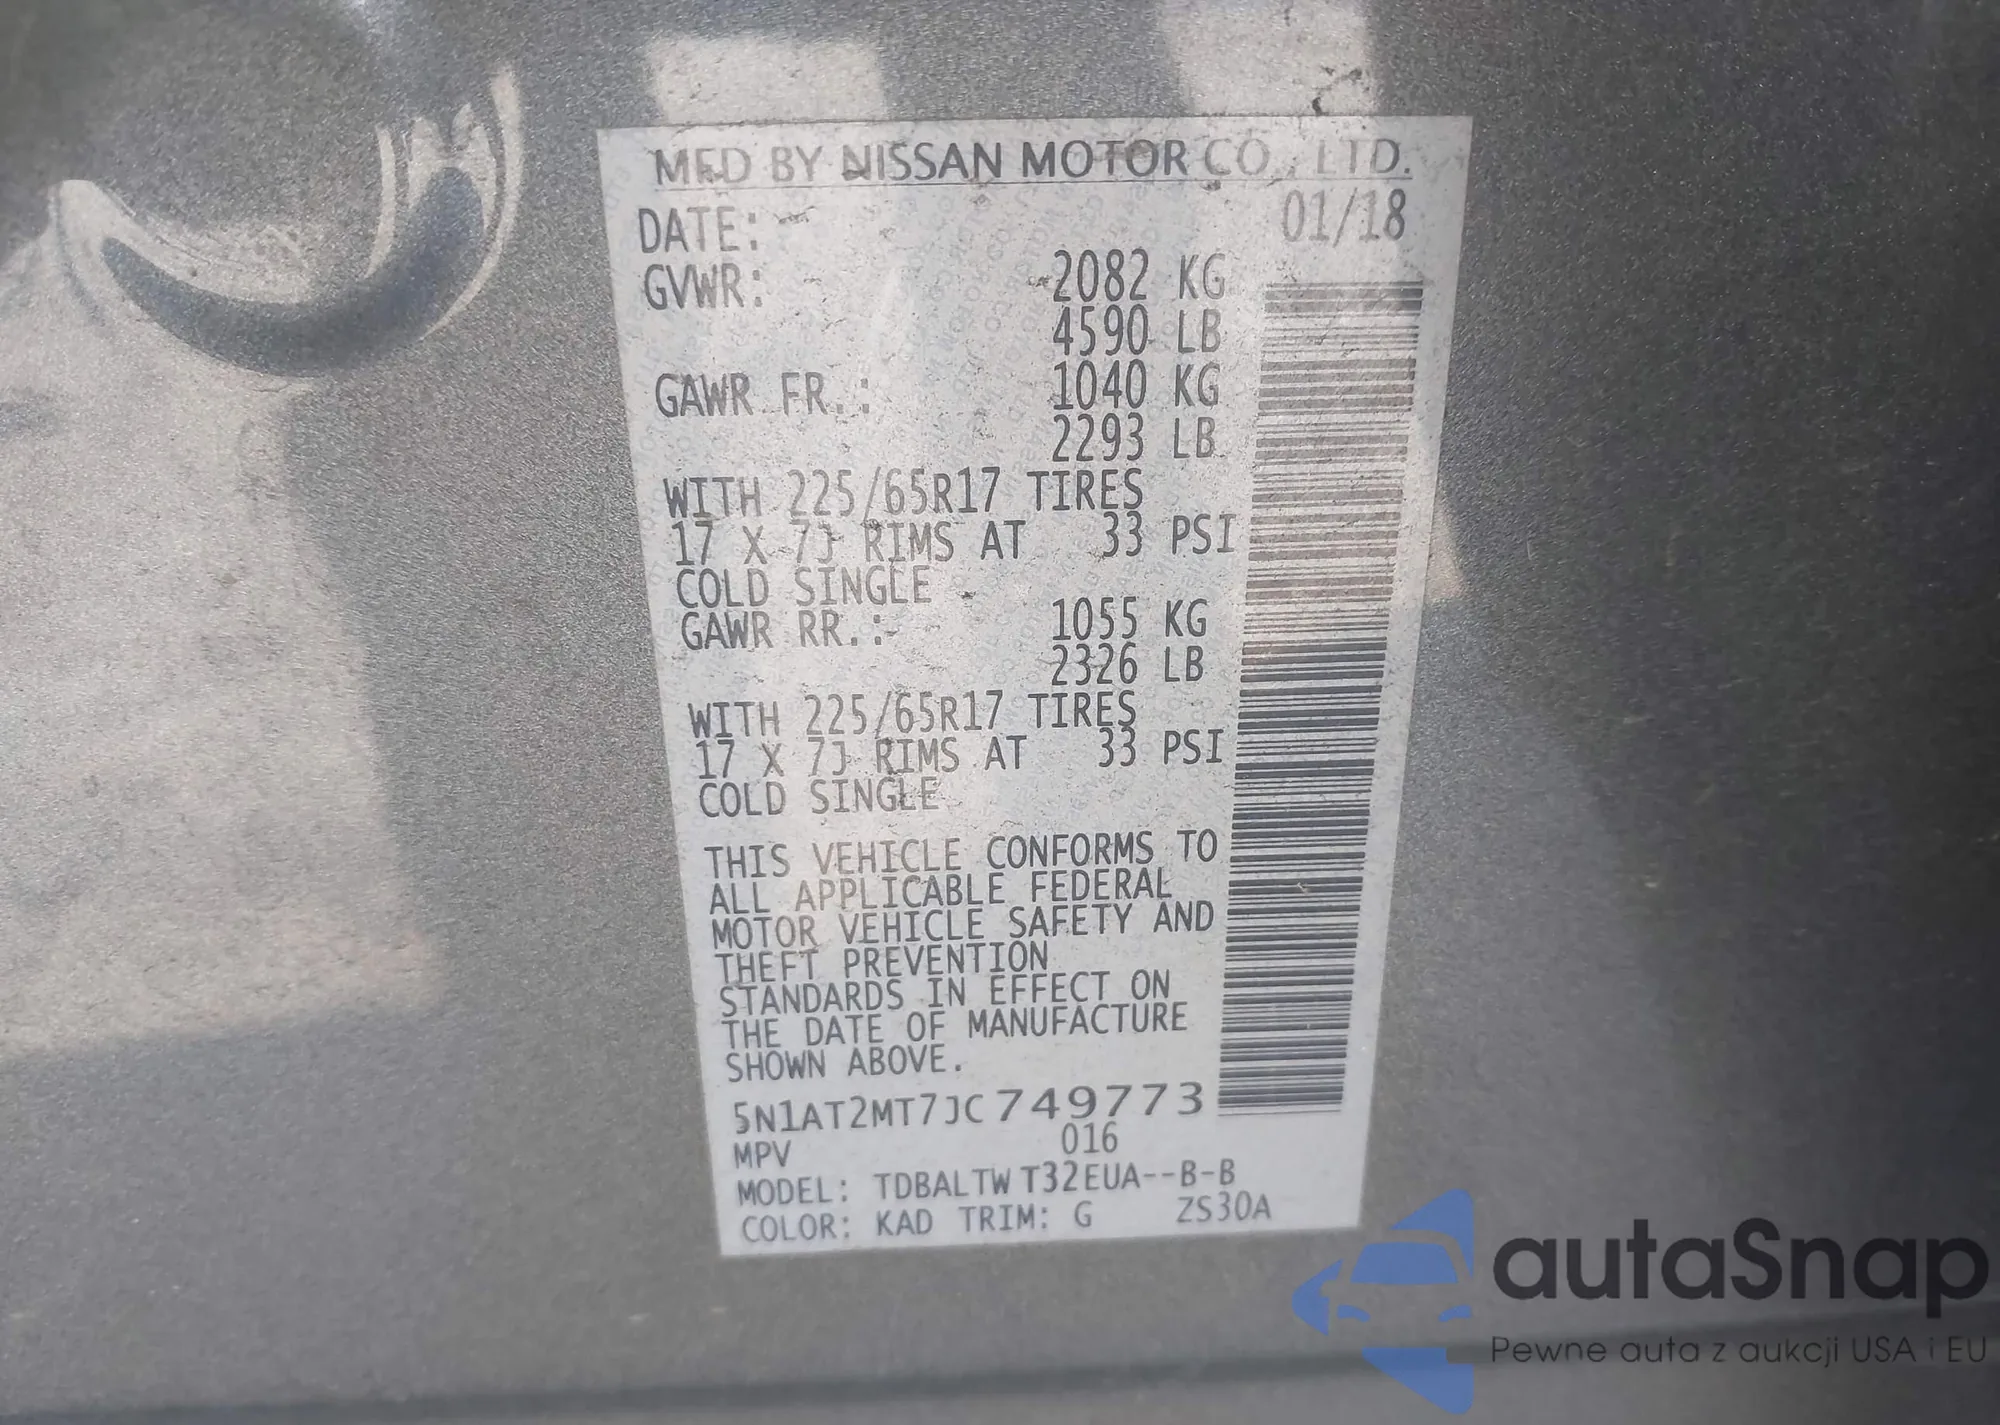 MFD BY NISSAN MOTOR CO., LTD.
DATE: 01/18
GVWR: 2082 KG
4590 LB
GAWR FR.: 1040 KG
2293 LB
WITH 225/65R17 TIRES
17 X 7J RIMS AT 33 PSI
COLD SINGLE
GAWR RR.: 1055 KG
2326 LB
WITH 225/65R17 TIRES
17 X 7J RIMS AT 33 PSI
COLD SINGLE
THIS VEHICLE CONFORMS TO
ALL APPLICABLE FEDERAL
MOTOR VEHICLE SAFETY AND
THEFT PREVENTION
STANDARDS IN EFFECT ON
THE DATE OF MANUFACTURE
SHOWN ABOVE.
5N1AT2MT7JC749773
MPV 016
MODEL: TDBALTW T32EUA--B-B
COLOR: KAD TRIM: G ZS30A
autaSnap
Pewne auta z aukcji USA i EU